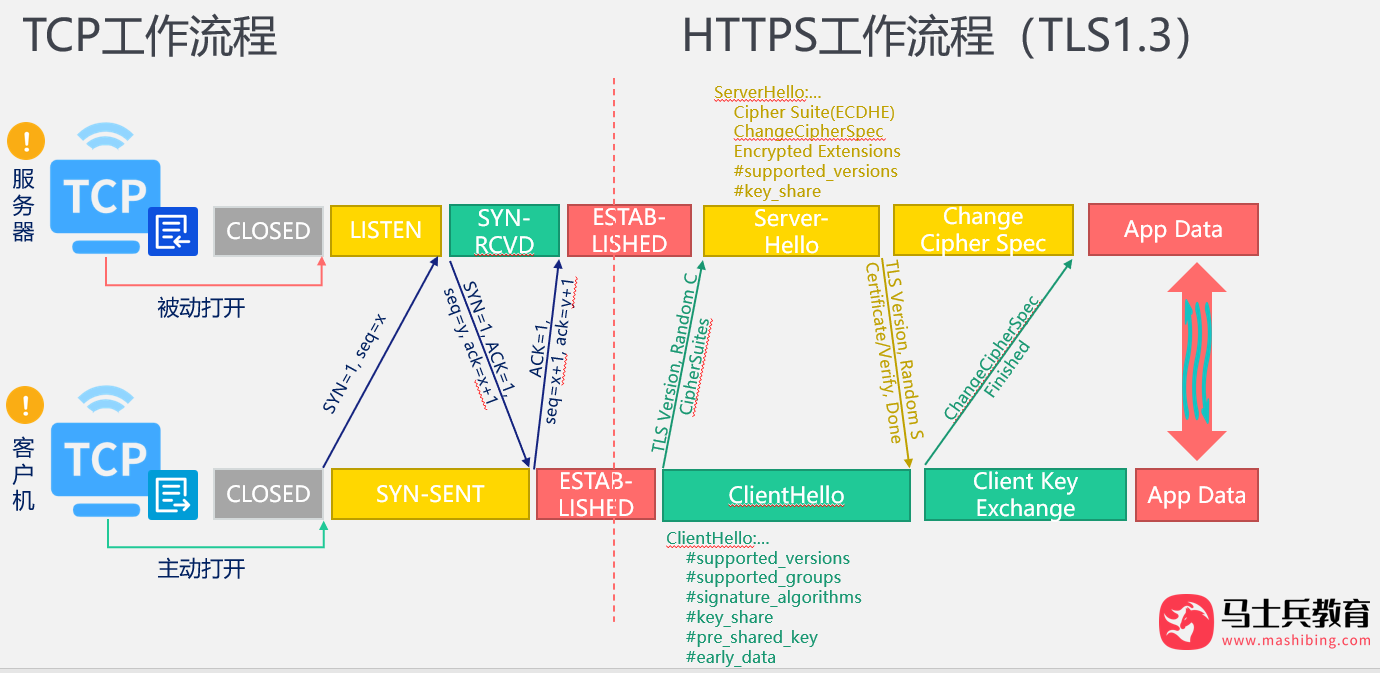 TCP工作流程
HTTPS工作流程（TLS1.3）
ServerHello:...
Cipher Suite(ECDHE)
ChangeCipherSpec
Encrypted Extensions
#supported_versions
#key_share
!
服务器
TCP
CLOSED
LISTEN
SYN-
RCVD
ESTAB-
LISHED
Server-
Hello
Change
Cipher Spec
App Data
被动打开
SYN=1, seq=x
SYN=1, ACK=1,
seq=y, ack=x+1
ACK=1,
seq=x+1, ack=y+1
TLS Version, Random C
CipherSuites
TLS Version, Random S
Certificate/Verify, Done
ChangeCipherSpec
Finished
!
客户机
TCP
CLOSED
SYN-SENT
ESTAB-
LISHED
ClientHello
Client Key
Exchange
App Data
主动打开
ClientHello:...
#supported_versions
#supported_groups
#signature_algorithms
#key_share
#pre_shared_key
#early_data
马士兵教育
www.mashibing.com